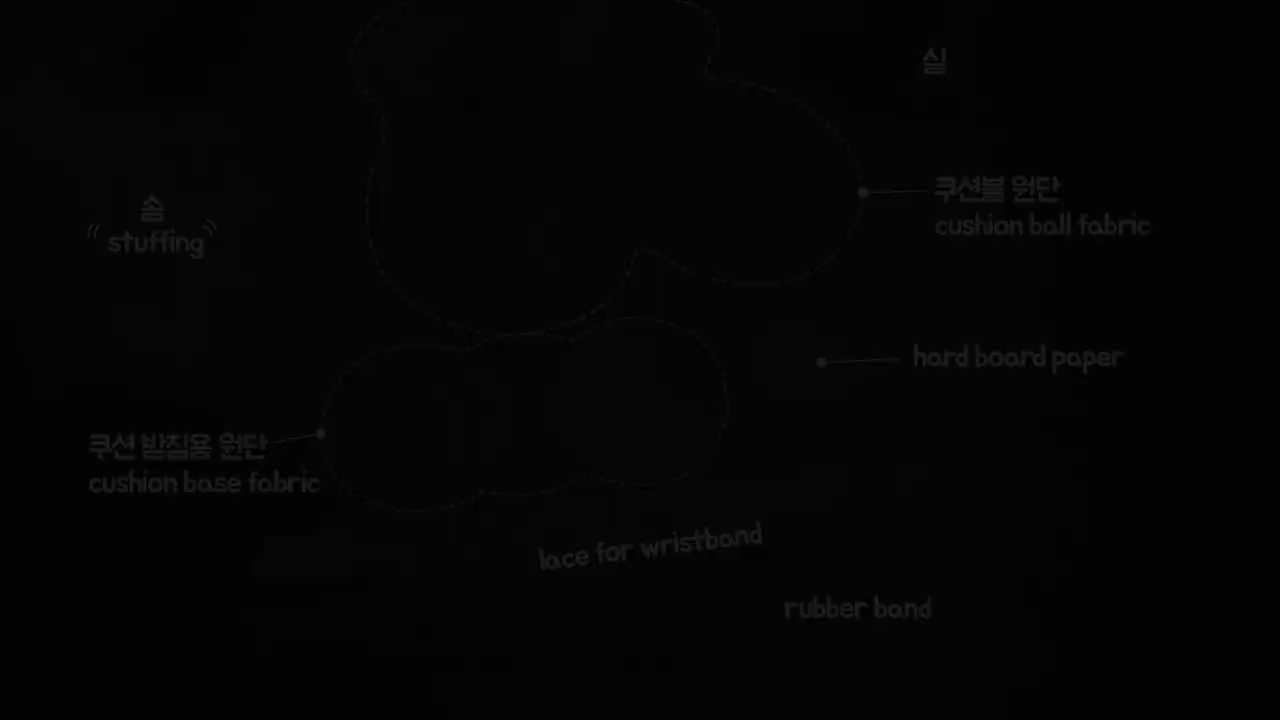 실
솜
stuffing
쿠션볼 원단
cushion ball fabric
hard board paper
쿠션 받침용 원단
cushion base fabric
lace for wristband
rubber band